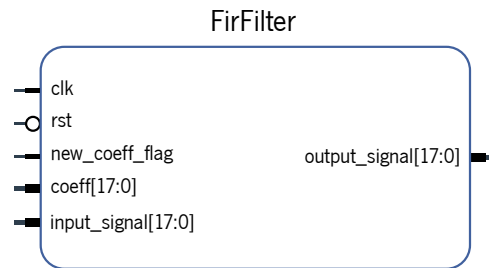 FirFilter
clk
rst
new_coeff_flag
output_signal[17:0]
coeff[17:0]
input_signal[17:0]